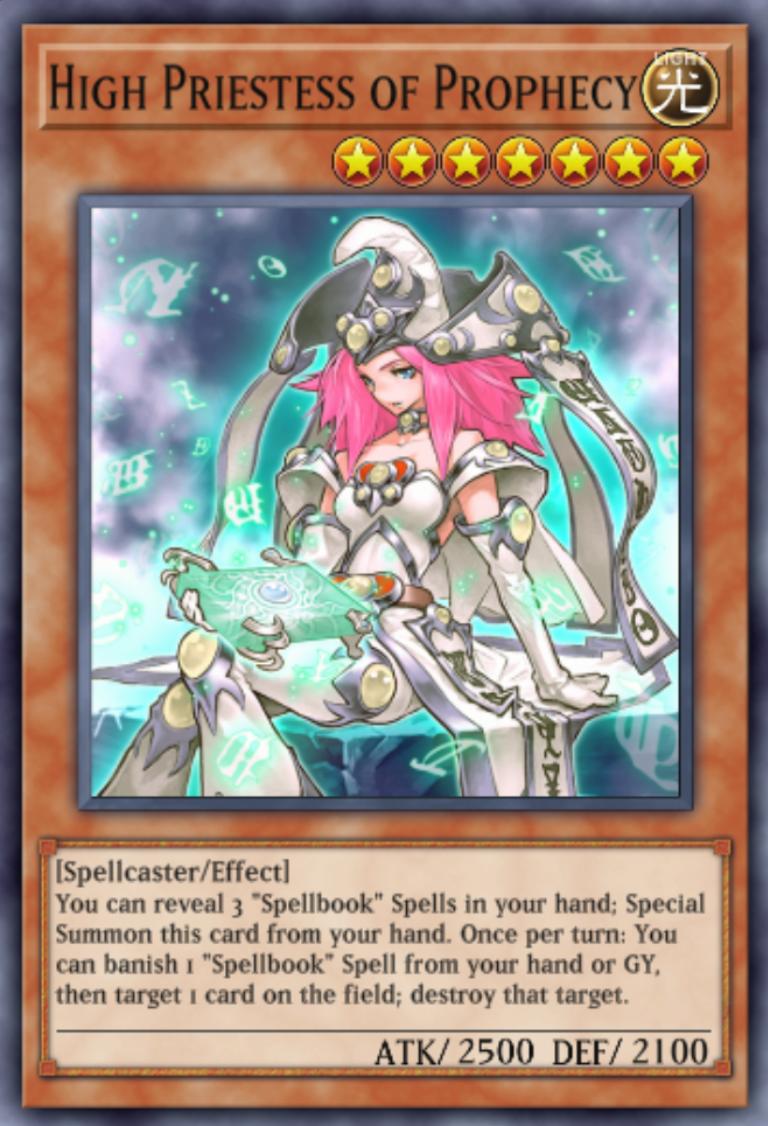 High Priestess of Prophecy
LIGHT
光
[Spellcaster/Effect]
You can reveal 3 "Spellbook" Spells in your hand; Special
Summon this card from your hand. Once per turn: You
can banish 1 "Spellbook" Spell from your hand or GY,
then target 1 card on the field; destroy that target.
ATK/ 2500 DEF/ 2100